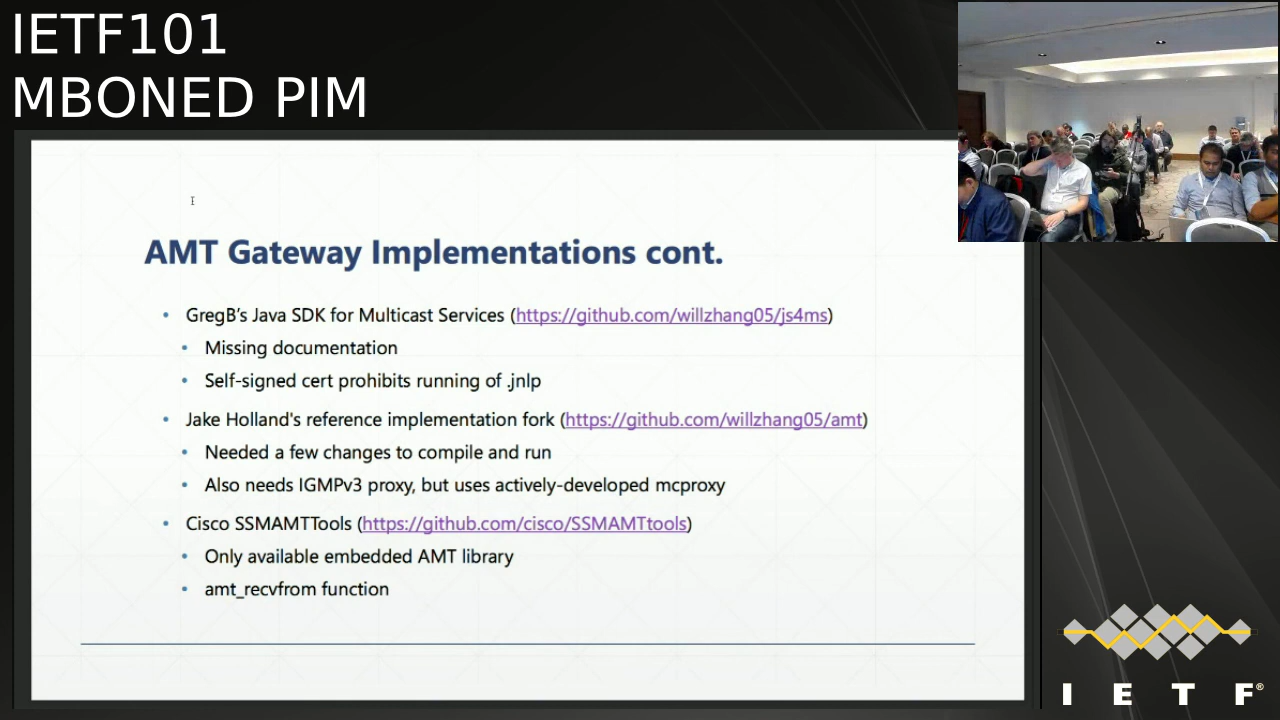 IETF101
MBONED PIM
AMT Gateway Implementations cont.
• GregB's Java SDK for Multicast Services (https://github.com/willzhang05/js4ms)
• Missing documentation
• Self-signed cert prohibits running of .jnlp
• Jake Holland's reference implementation fork (https://github.com/willzhang05/amt)
• Needed a few changes to compile and run
• Also needs IGMPv3 proxy, but uses actively-developed mcproxy
• Cisco SSMAMTTools (https://github.com/cisco/SSMAMTtools)
• Only available embedded AMT library
• amt_recvfrom function
I E T F®